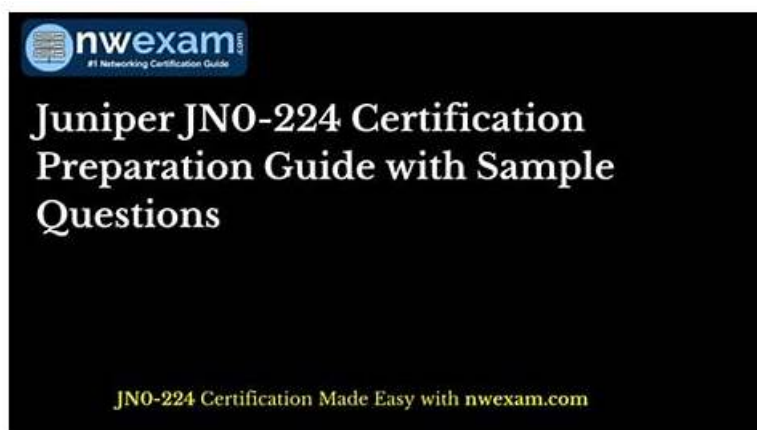 nwexam.com
#1 Networking Certification Guide
Juniper JN0-224 Certification
Preparation Guide with Sample
Questions
JN0-224 Certification Made Easy with nwexam.com